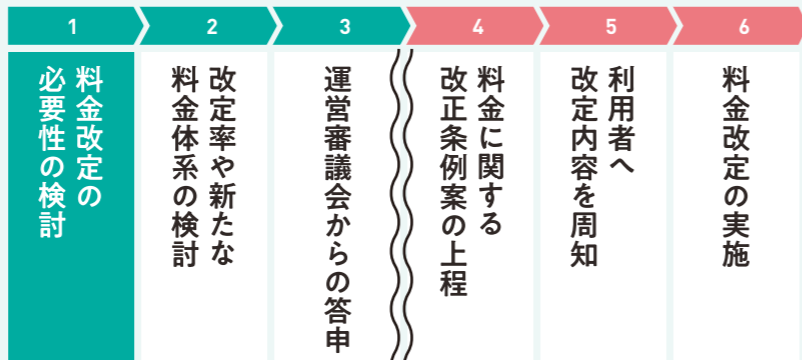 1
2
3
4
5
6
料金改定の
必要性の検討
改定率や新たな
料金体系の検討
運営審議会からの答申
料金に関する
改正条例案の上程
利用者へ
改定内容を周知
料金改定の実施